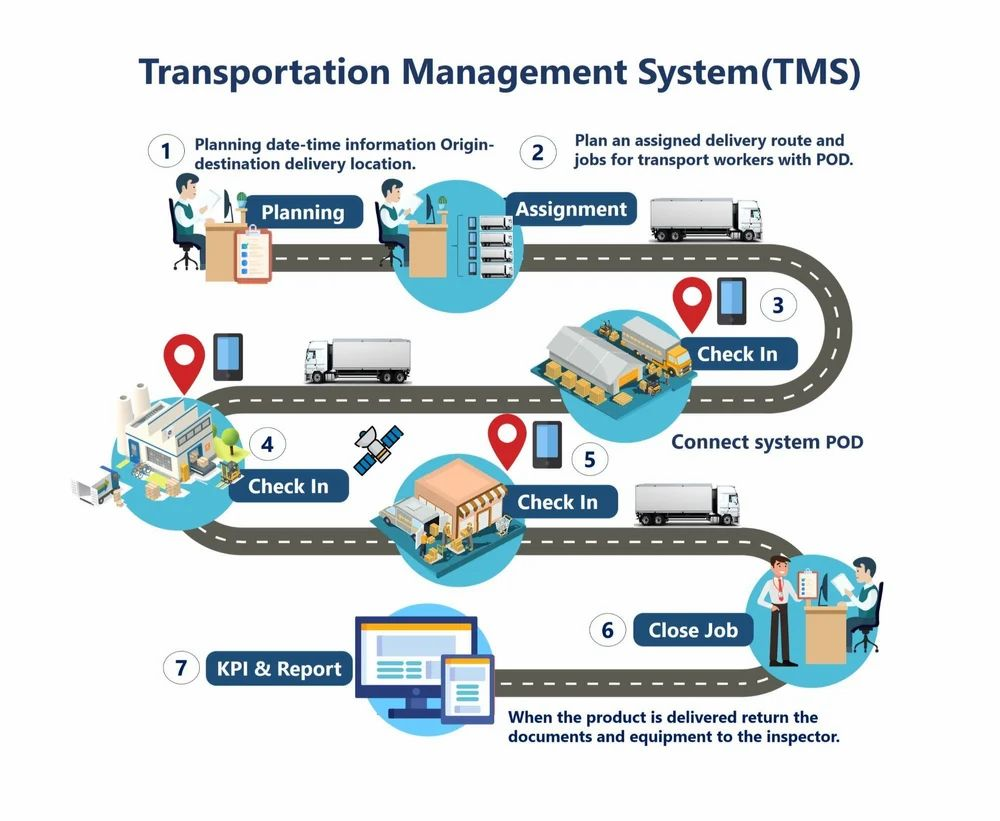 Transportation Management System(TMS)
1
Planning date-time information Origin-
destination delivery location.
2
Plan an assigned delivery route and
jobs for transport workers with POD.
Planning
Assignment
3
Check In
4
Check In
Connect system POD
5
Check In
6
Close Job
7
KPI & Report
When the product is delivered return the
documents and equipment to the inspector.